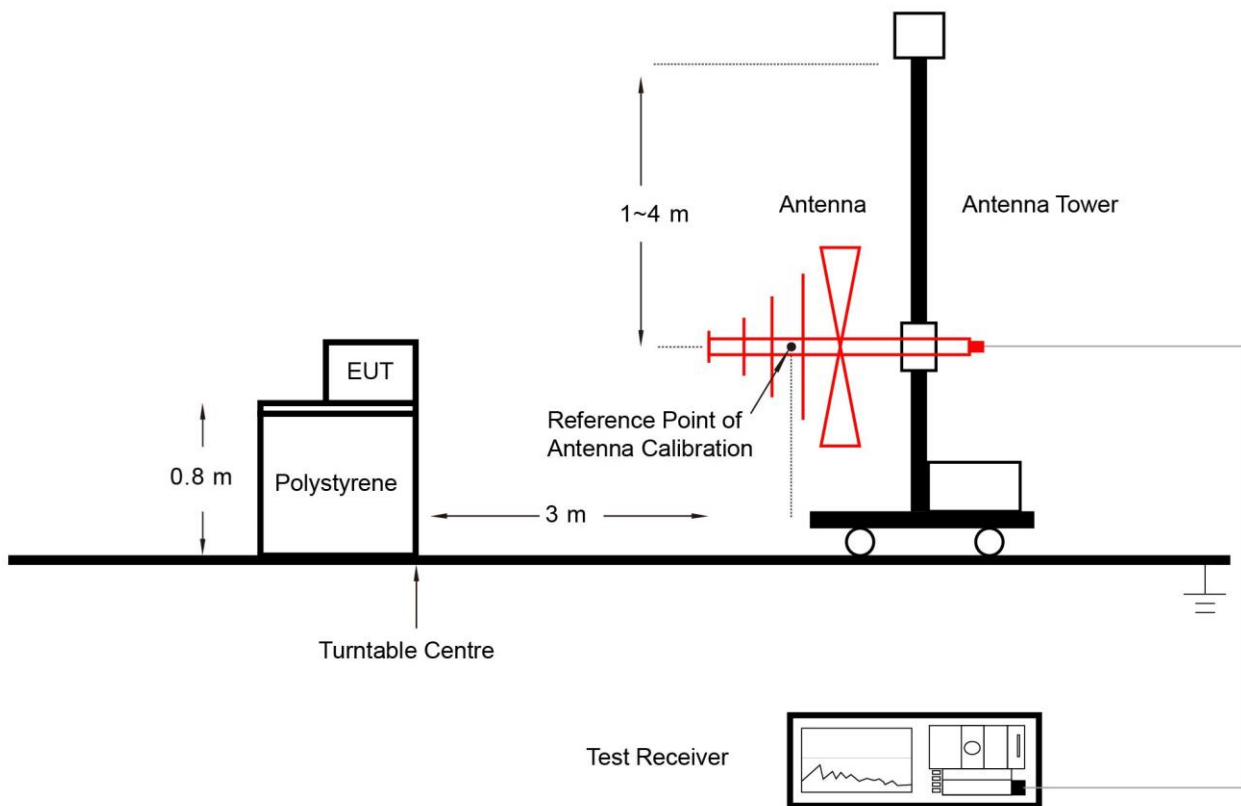 1~4 m
Antenna
Antenna Tower
EUT
Reference Point of
Antenna Calibration
0.8 m
Polystyrene
3 m
Turntable Centre
Test Receiver